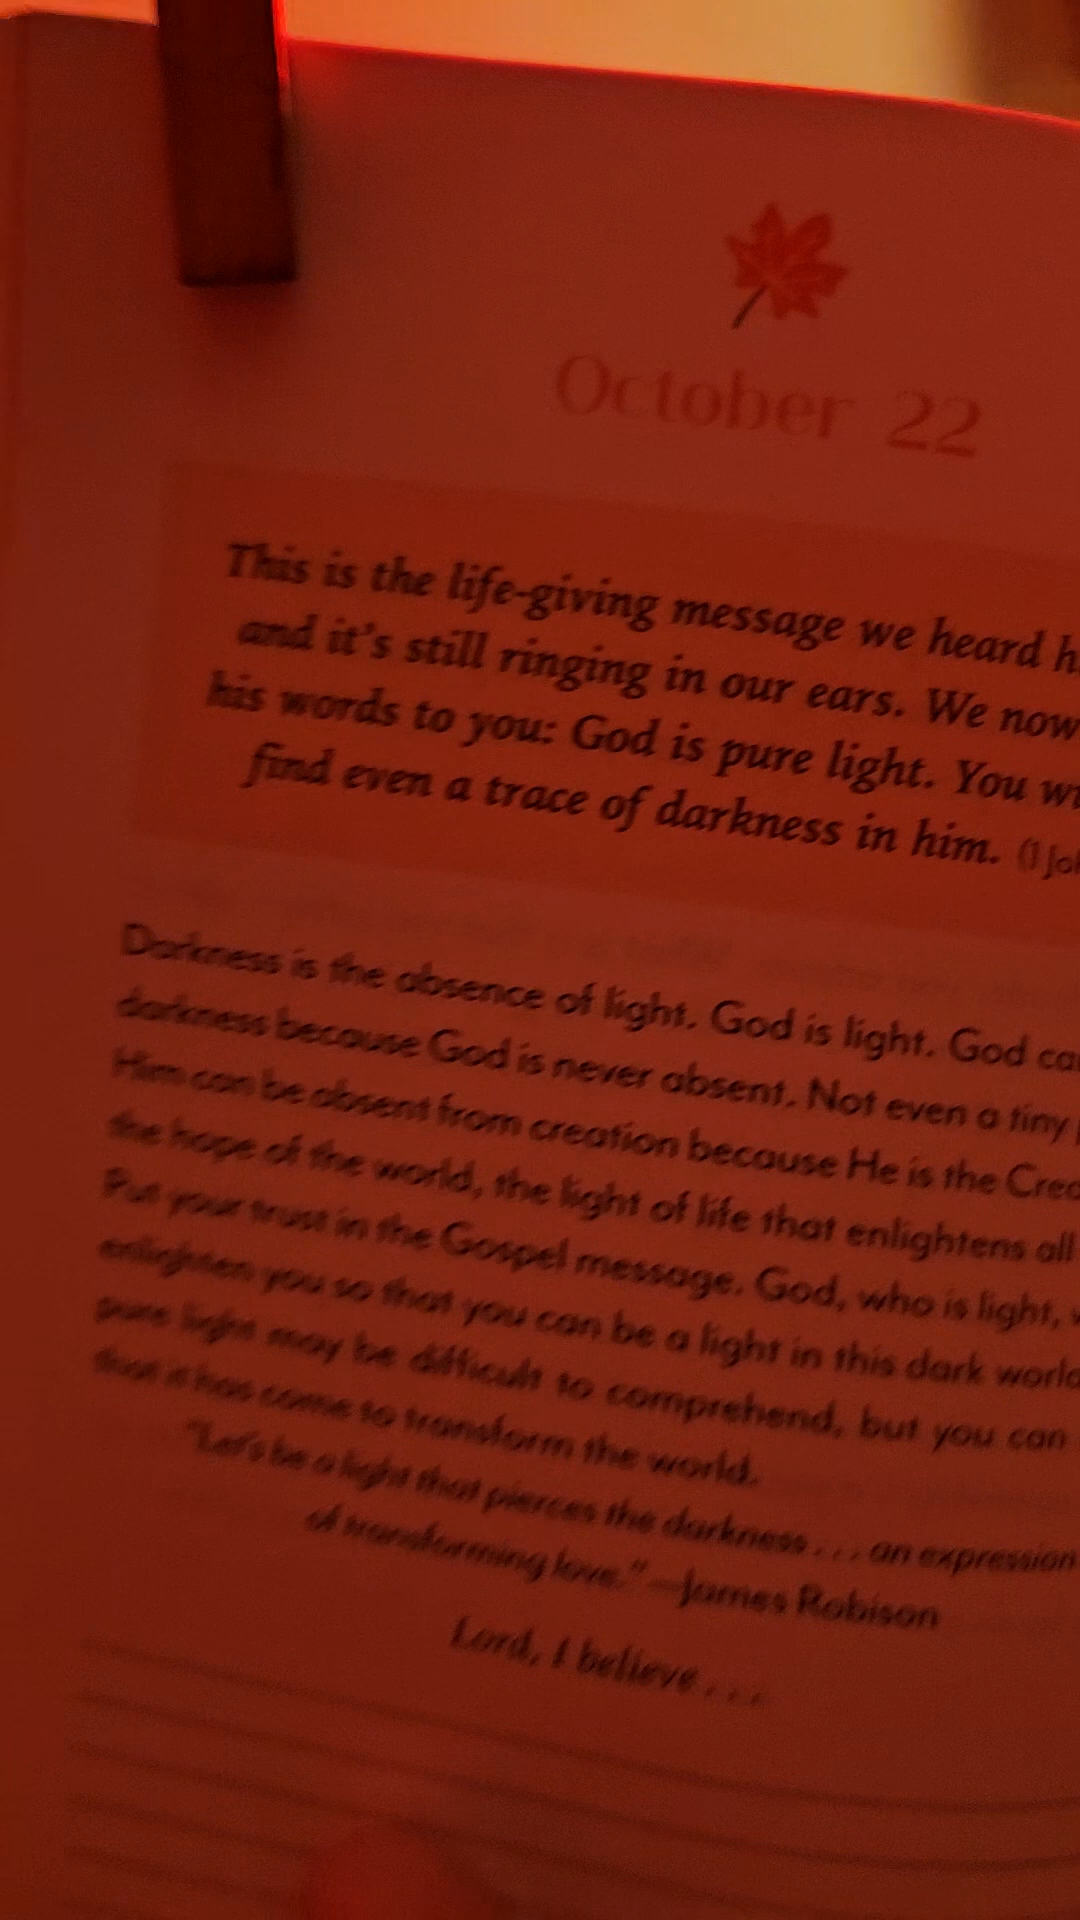 October 22
This is the life-giving message we heard
and it's still ringing in our ears. We now
his words to you: God is pure light. You
find even a trace of darkness in him. (1
Darkness is the absence of light. God is light. God
darkness because God is never absent. Not even a tiny
Him can be absent from creation because He is the
the hope of the world, the light of life that enlightens all
Put your trust in the Gospel message. God, who is light,
enlighten you so that you can be a light in this dark
pure light may be difficult to comprehend, but you can
that it has come to transform the world.
"Let's be a light that pierces the darkness . . . an expression
of transforming love." —James Robison
Lord, I believe . . .